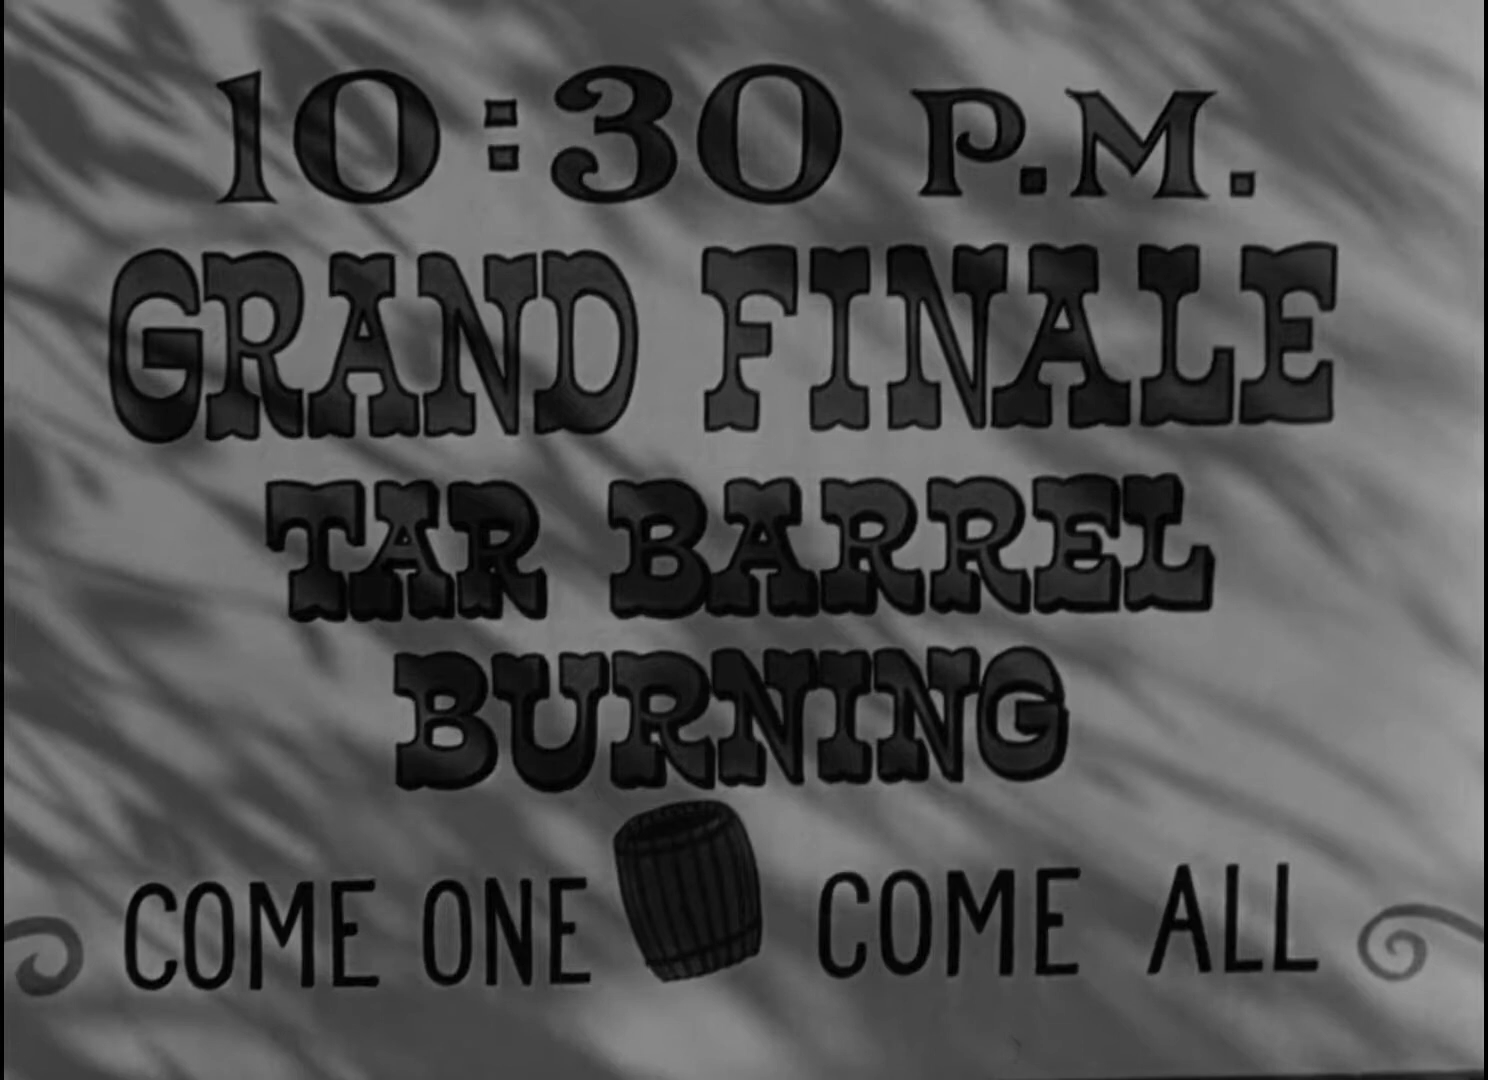 10:30 P.M.
GRAND FINALE
TAR BARREL
BURNING
COME ONE COME ALL